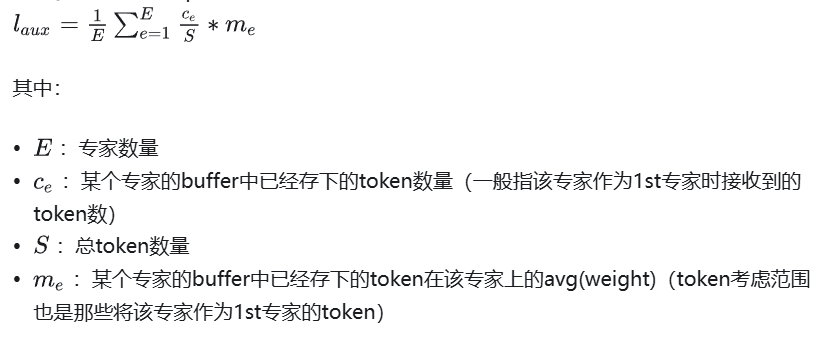 l_{aux} = \frac{1}{E} \sum_{e=1}^{E} \frac{c_e}{S} * m_e
其中：
• E ：专家数量
• c_e ：某个专家的buffer中已经存下的token数量（一般指该专家作为1st专家时接收到的
token数）
• S ：总token数量
• m_e ：某个专家的buffer中已经存下的token在该专家上的avg(weight)（token考虑范围
也是那些将该专家作为1st专家的token）